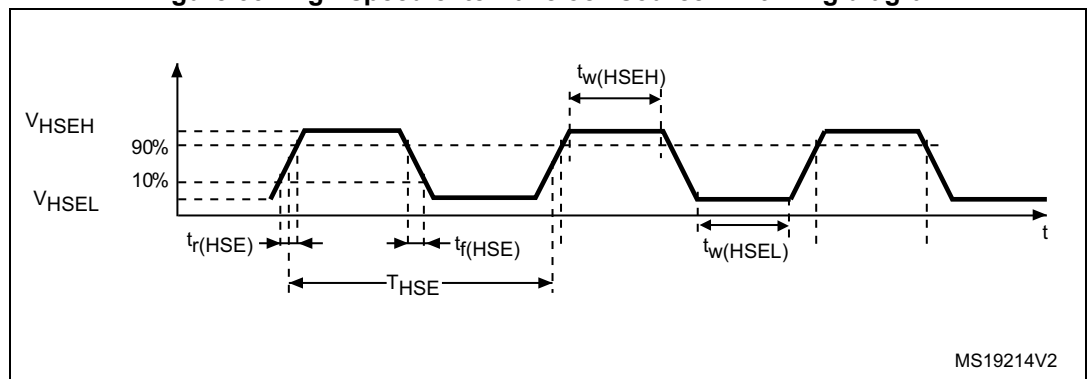 tw(HSEH)
VHSEH
90%
10%
VHSEL
tr(HSE)
tf(HSE)
tw(HSEL)
t
THSE
MS19214V2